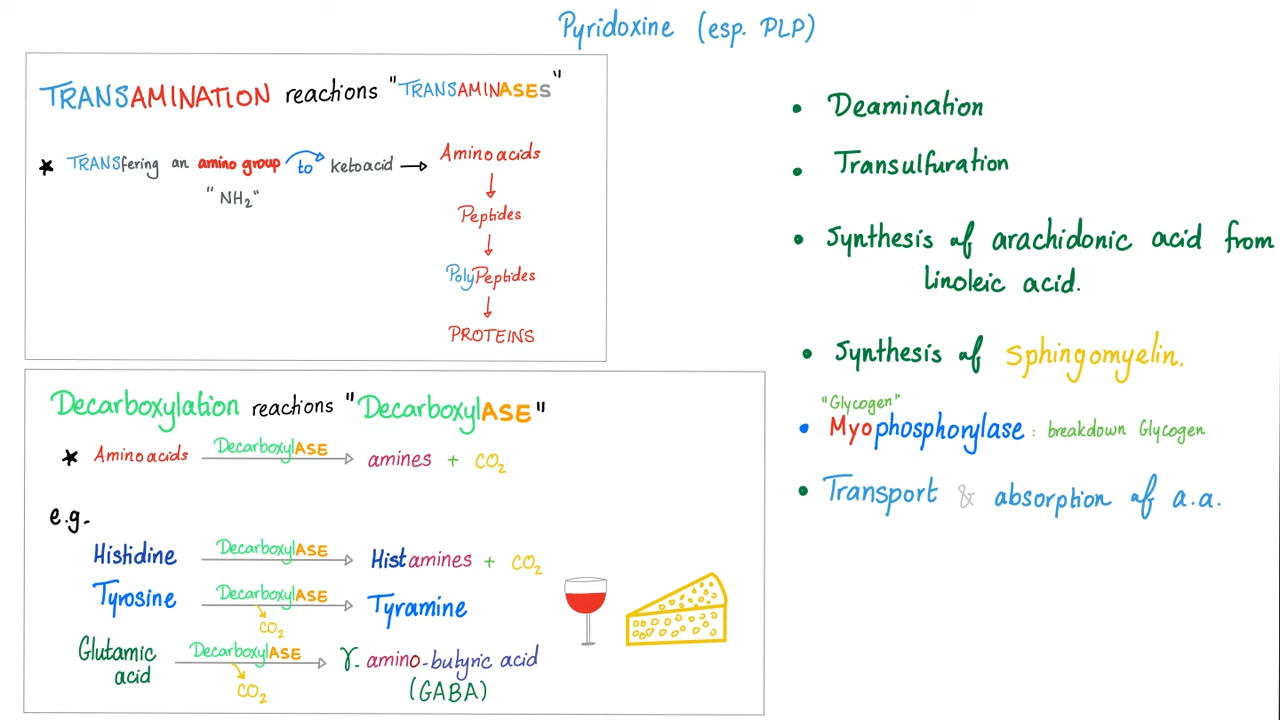 Pyridoxine (esp. PLP)
TRANSAMINATION reactions "TRANSAMINASES"
★ TRANSfering an amino group to ketoacid → Amino acids
"NH₂"
↓
Peptides
↓
PolyPeptides
↓
PROTEINS
Decarboxylation reactions "DecarboxylASE"
★ Amino acids DecarboxylASE amines + CO₂
e.g.
Histidine DecarboxylASE Histamines + CO₂
Tyrosine DecarboxylASE Tyramine
CO₂
Glutamic acid DecarboxylASE γ-amino-butyric acid
CO₂ (GABA)
• Deamination
• Transulfuration
• Synthesis of arachidonic acid from
linoleic acid.
• Synthesis of Sphingomyelin.
"Glycogen"
• Myophosphorylase : breakdown Glycogen
• Transport & absorption of a.a.